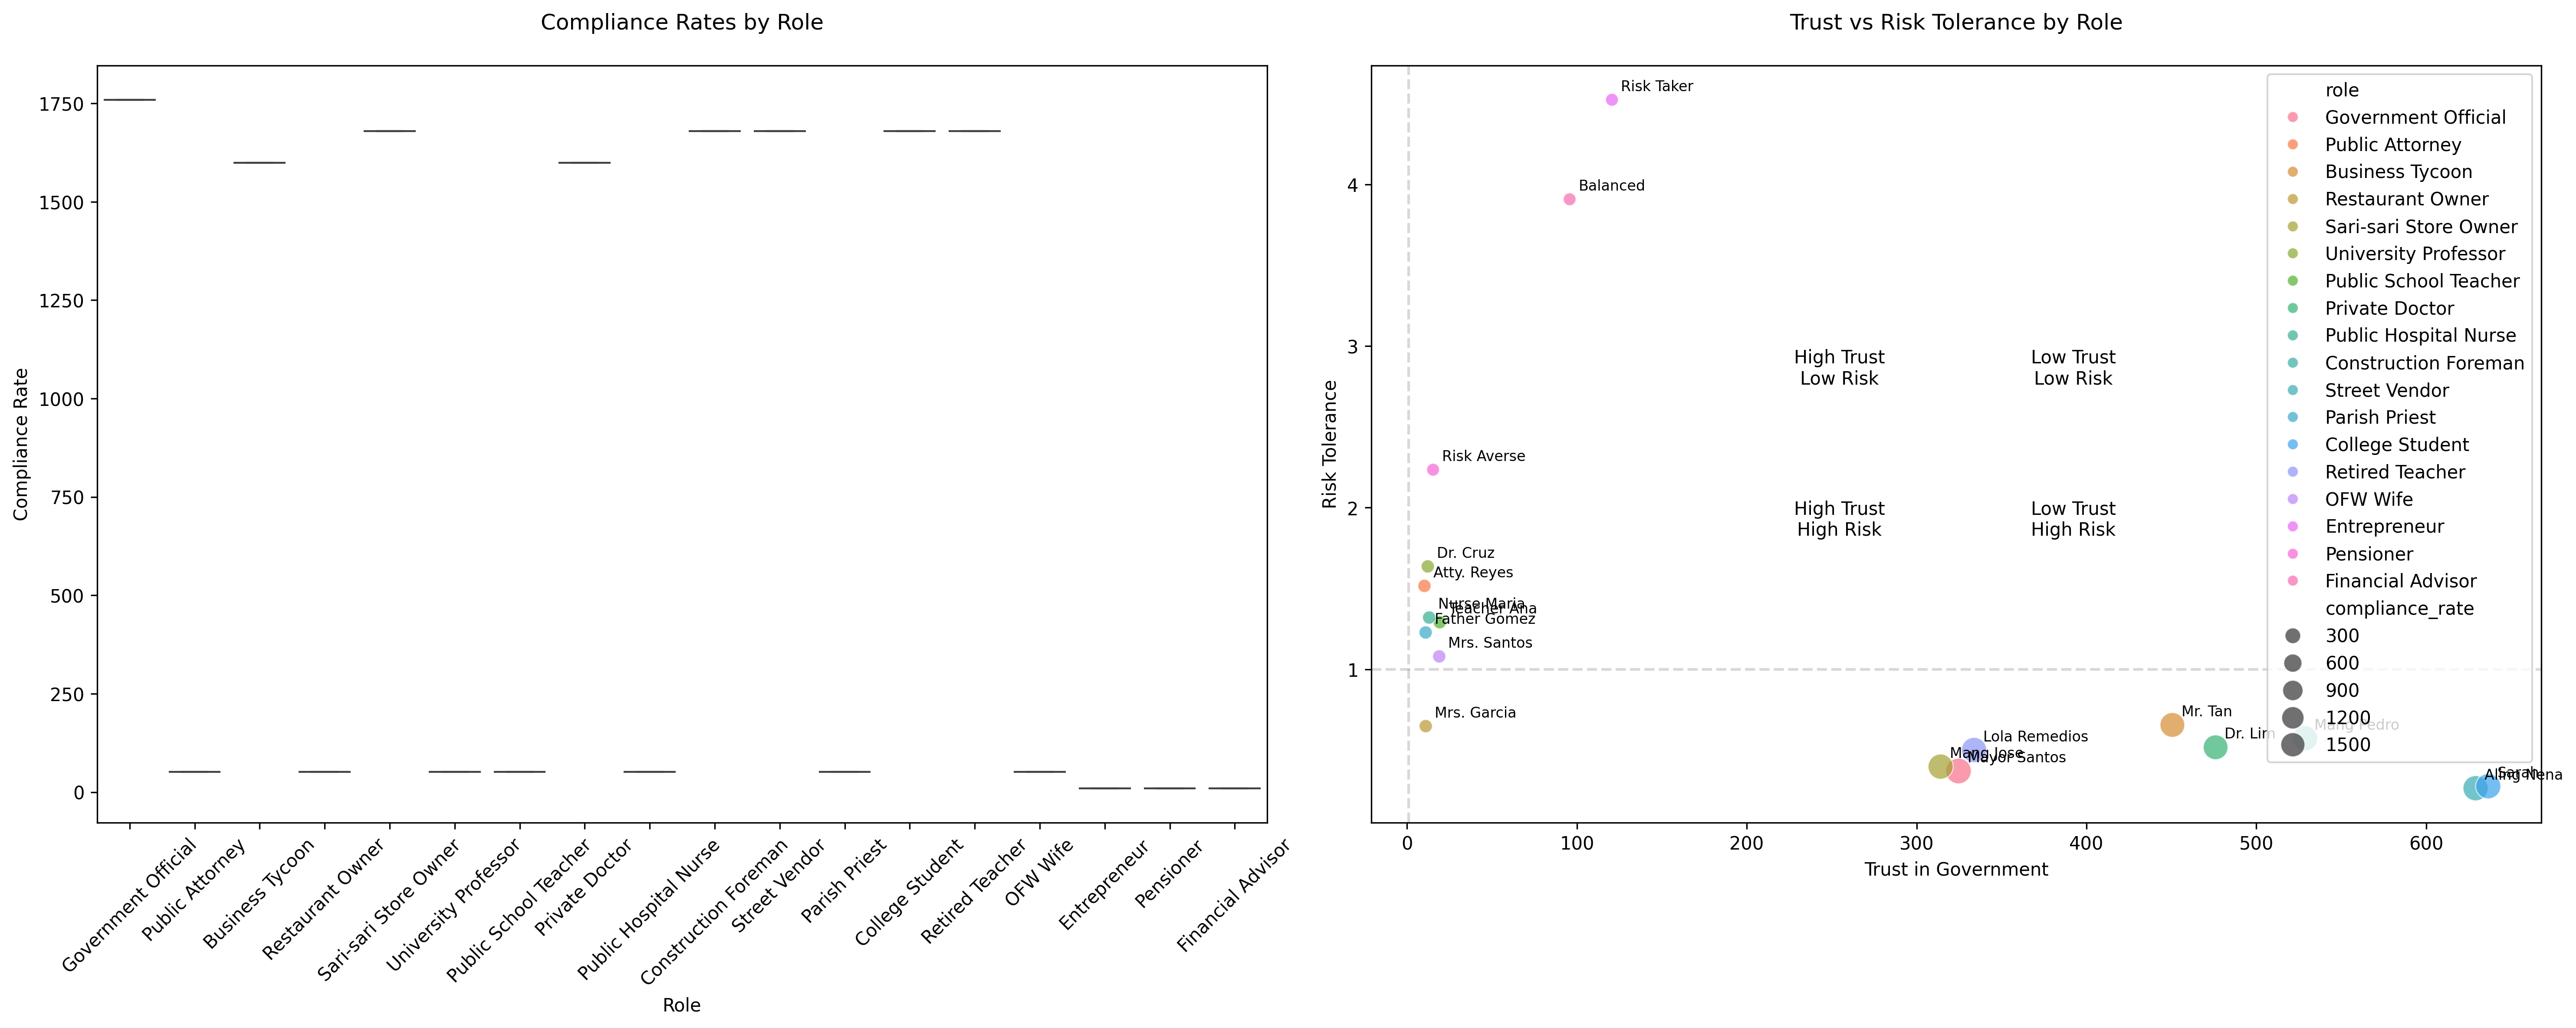 Compliance Rates by Role
1750
1500
1250
1000
750
500
250
0
Compliance Rate
Government Official
Public Attorney
Business Tycoon
Restaurant Owner
Sari-sari Store Owner
University Professor
Public School Teacher
Private Doctor
Public Hospital Nurse
Construction Foreman
Street Vendor
Parish Priest
College Student
Retired Teacher
OFW Wife
Entrepreneur
Pensioner
Financial Advisor
Role
Trust vs Risk Tolerance by Role
4
3
2
1
Risk Tolerance
Risk Taker
Balanced
High Trust
Low Risk
Low Trust
Low Risk
Risk Averse
High Trust
High Risk
Low Trust
High Risk
Dr. Cruz
Atty. Reyes
Nurse Maria
Teacher Ana
Father Gomez
Mrs. Santos
Mrs. Garcia
Mr. Tan
Mang Pedro
Dr. Lim
Lola Remedios
Mang Jose
Mayor Santos
Sarah
Aling Nena
0
100
200
300
400
500
600
Trust in Government
role
Government Official
Public Attorney
Business Tycoon
Restaurant Owner
Sari-sari Store Owner
University Professor
Public School Teacher
Private Doctor
Public Hospital Nurse
Construction Foreman
Street Vendor
Parish Priest
College Student
Retired Teacher
OFW Wife
Entrepreneur
Pensioner
Financial Advisor
compliance_rate
300
600
900
1200
1500